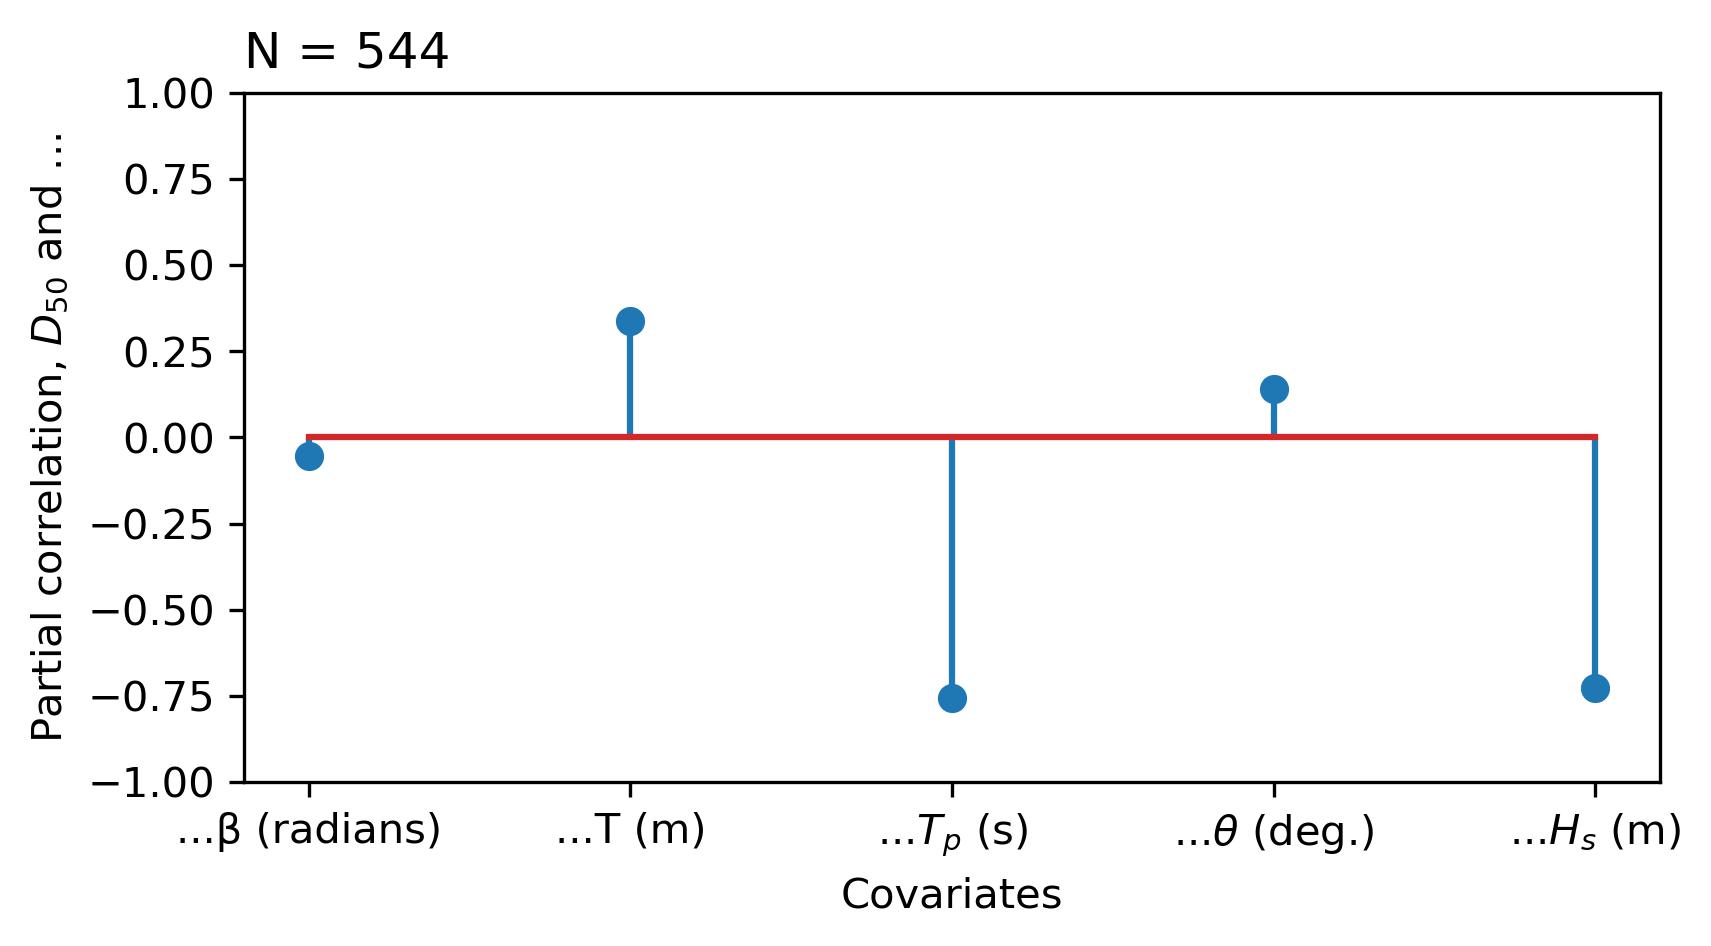 N = 544
Partial correlation, D₅₀ and ...
1.00
0.75
0.50
0.25
0.00
−0.25
−0.50
−0.75
−1.00
...β (radians) ...T (m) ...Tₚ (s) ...θ (deg.) ...Hₛ (m)
Covariates